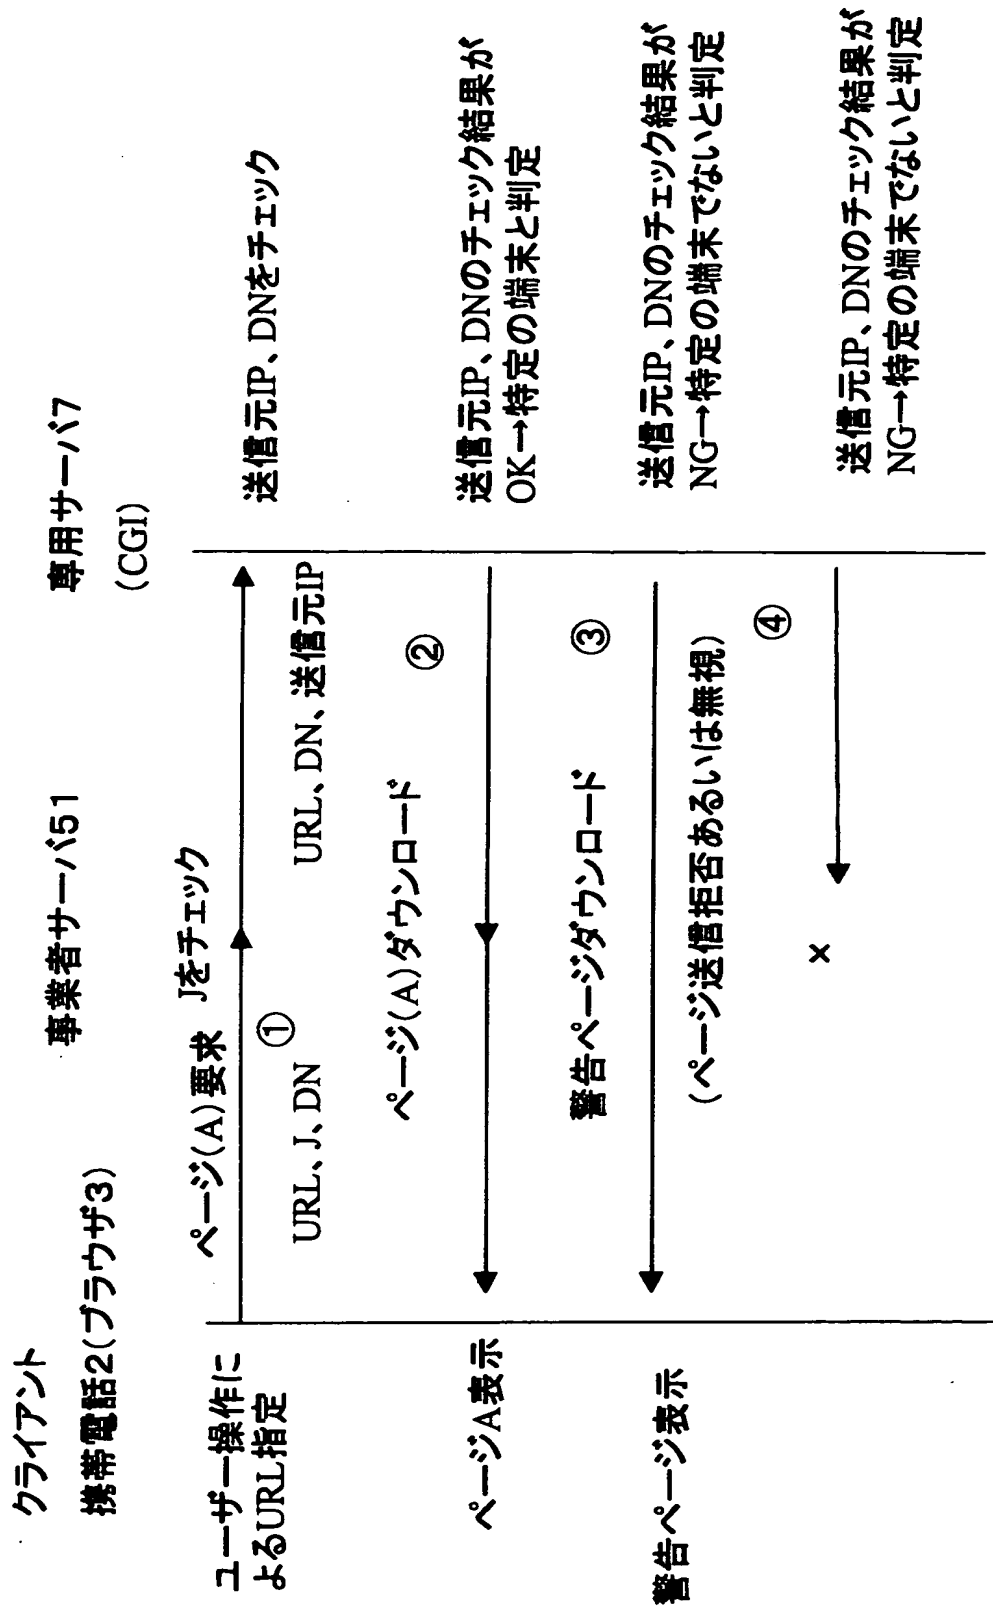 クライアント
携帯電話2(ブラウザ3)
事業者サーバ51
専用サーバ7
(CGI)
ユーザー操作に
よるURL指定
ページ(A)要求
Jをチェック
①
URL、J、DN
URL、DN、送信元IP
送信元IP、DNをチェック
ページ(A)ダウンロード
②
ページA表示
送信元IP、DNのチェック結果が
OK→特定の端末と判定
警告ページダウンロード
③
警告ページ表示
送信元IP、DNのチェック結果が
NG→特定の端末でないと判定
(ページ送信拒否あるいは無視)
④
×
送信元IP、DNのチェック結果が
NG→特定の端末でないと判定